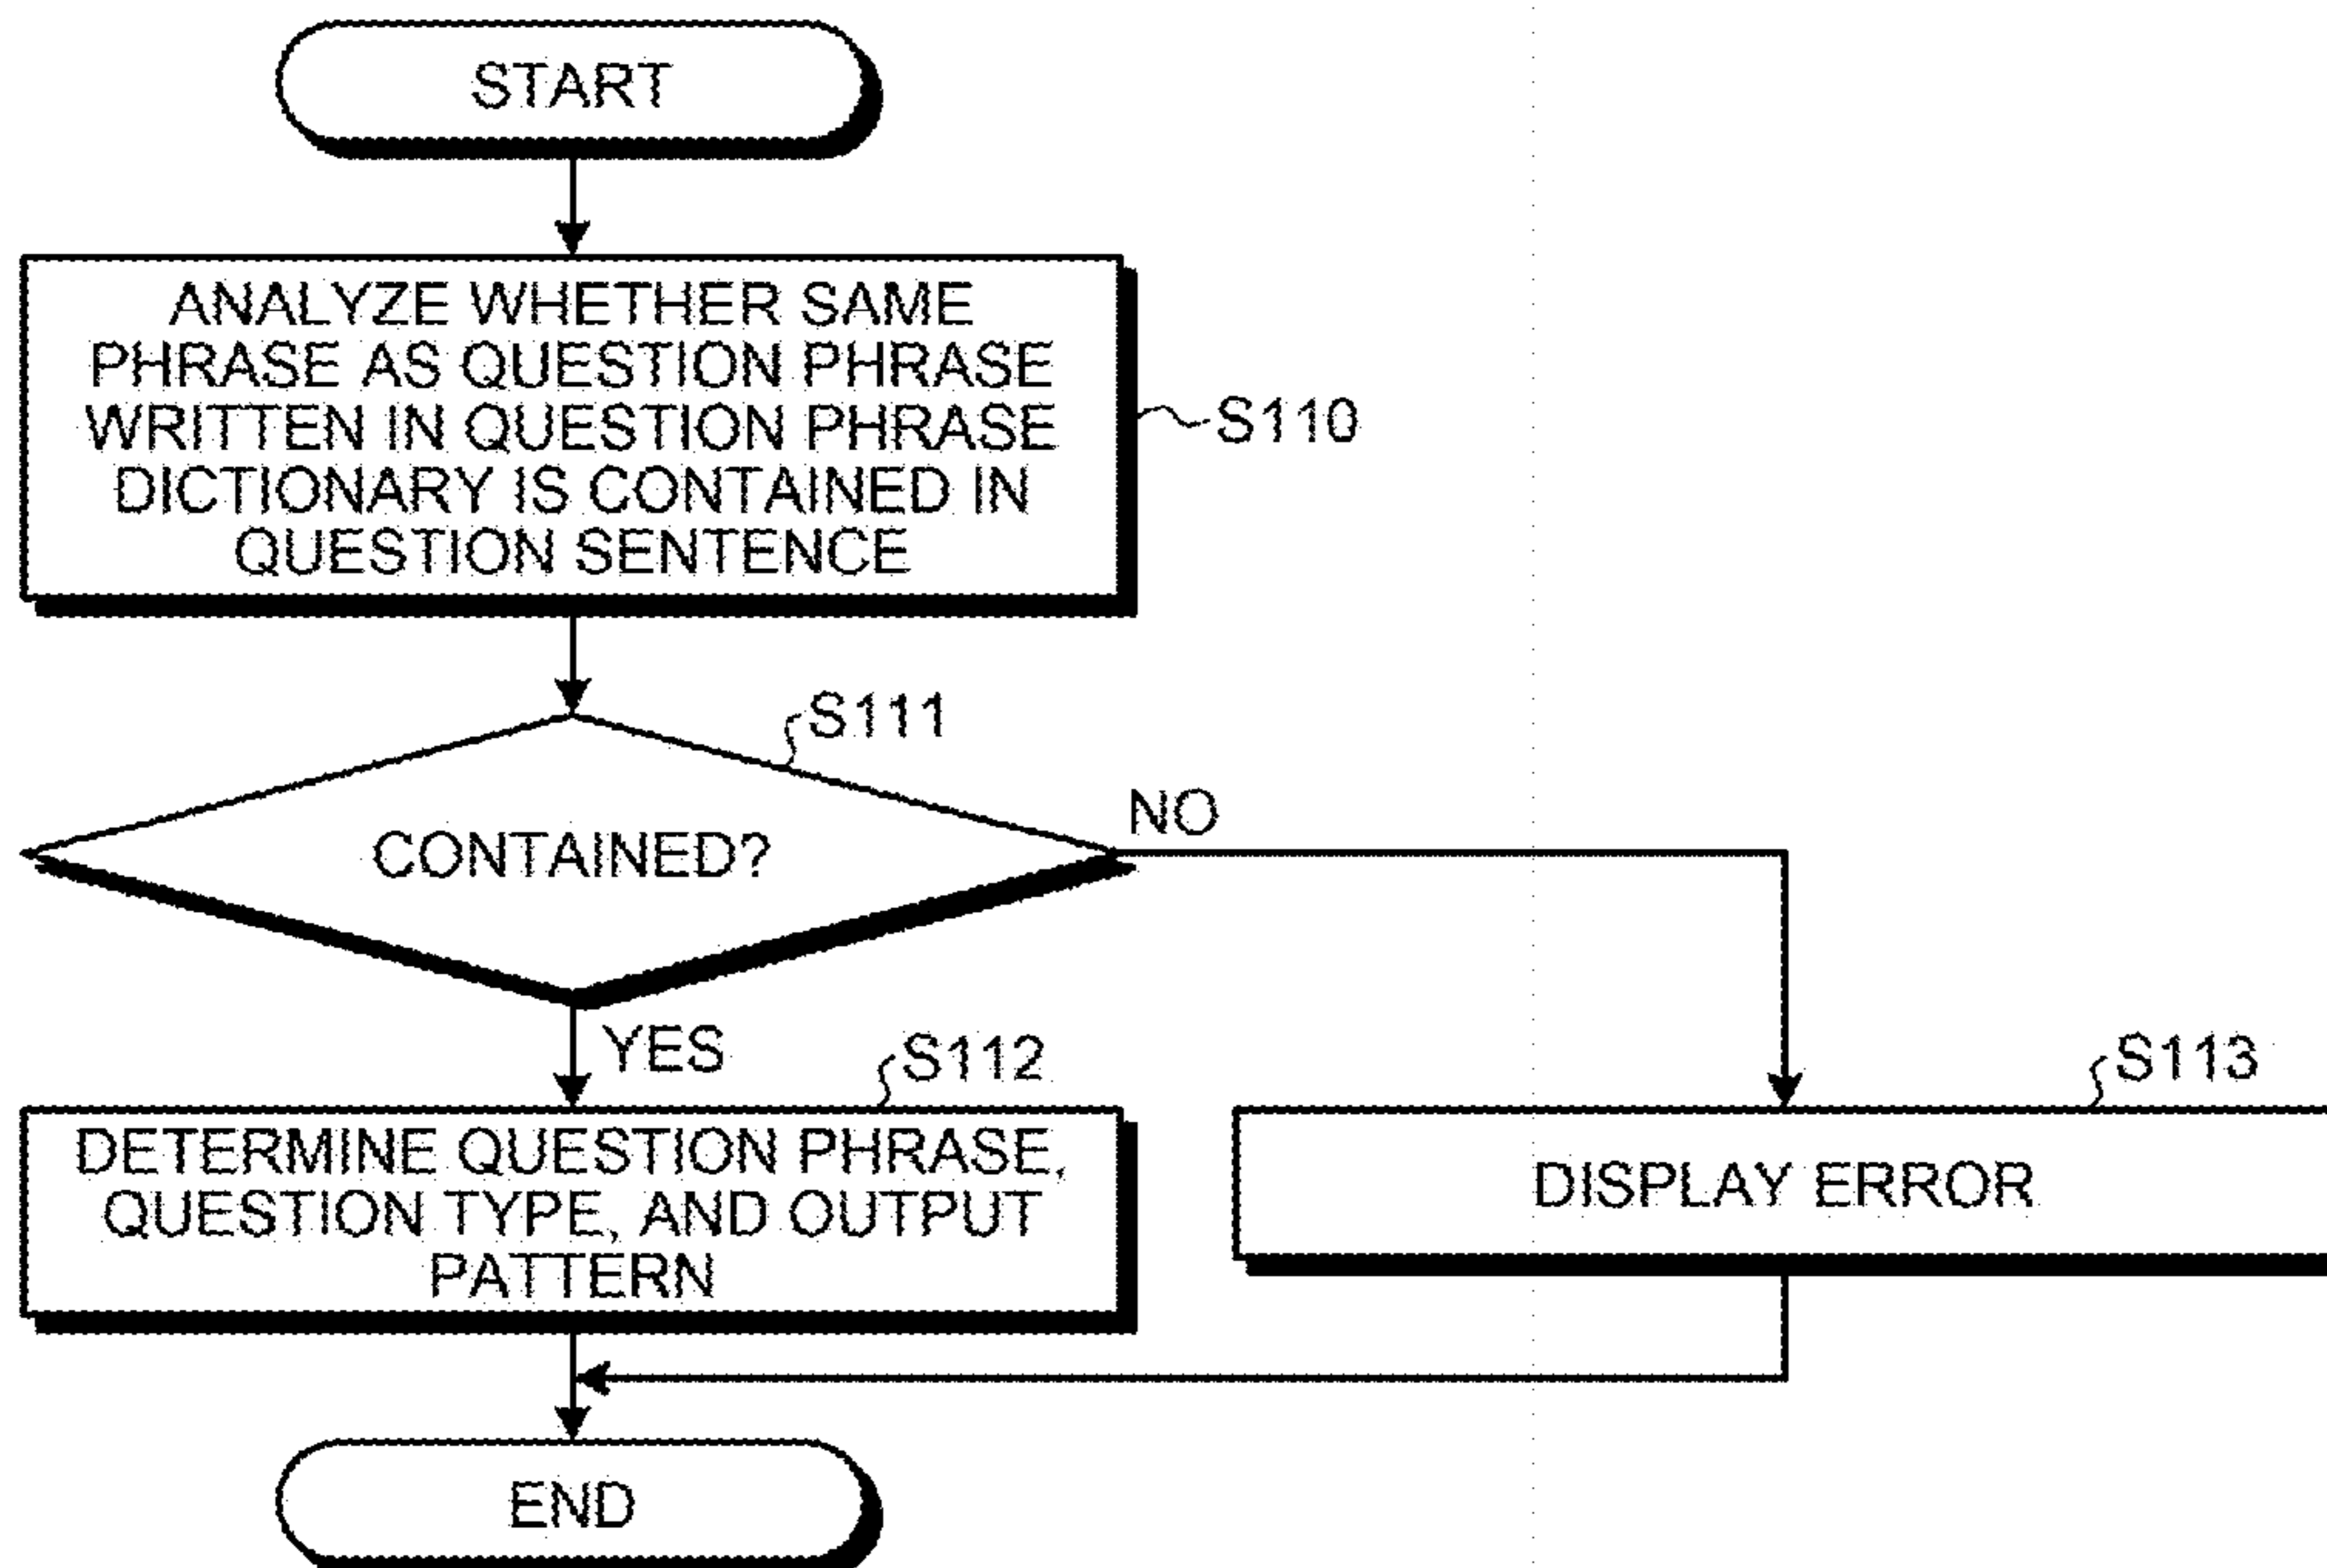 START
ANALYZE WHETHER SAME
PHRASE AS QUESTION PHRASE
WRITTEN IN QUESTION PHRASE
DICTIONARY IS CONTAINED IN
QUESTION SENTENCE
S110
S111
CONTAINED?
NO
YES
S112
DETERMINE QUESTION PHRASE,
QUESTION TYPE, AND OUTPUT
PATTERN
S113
DISPLAY ERROR
END